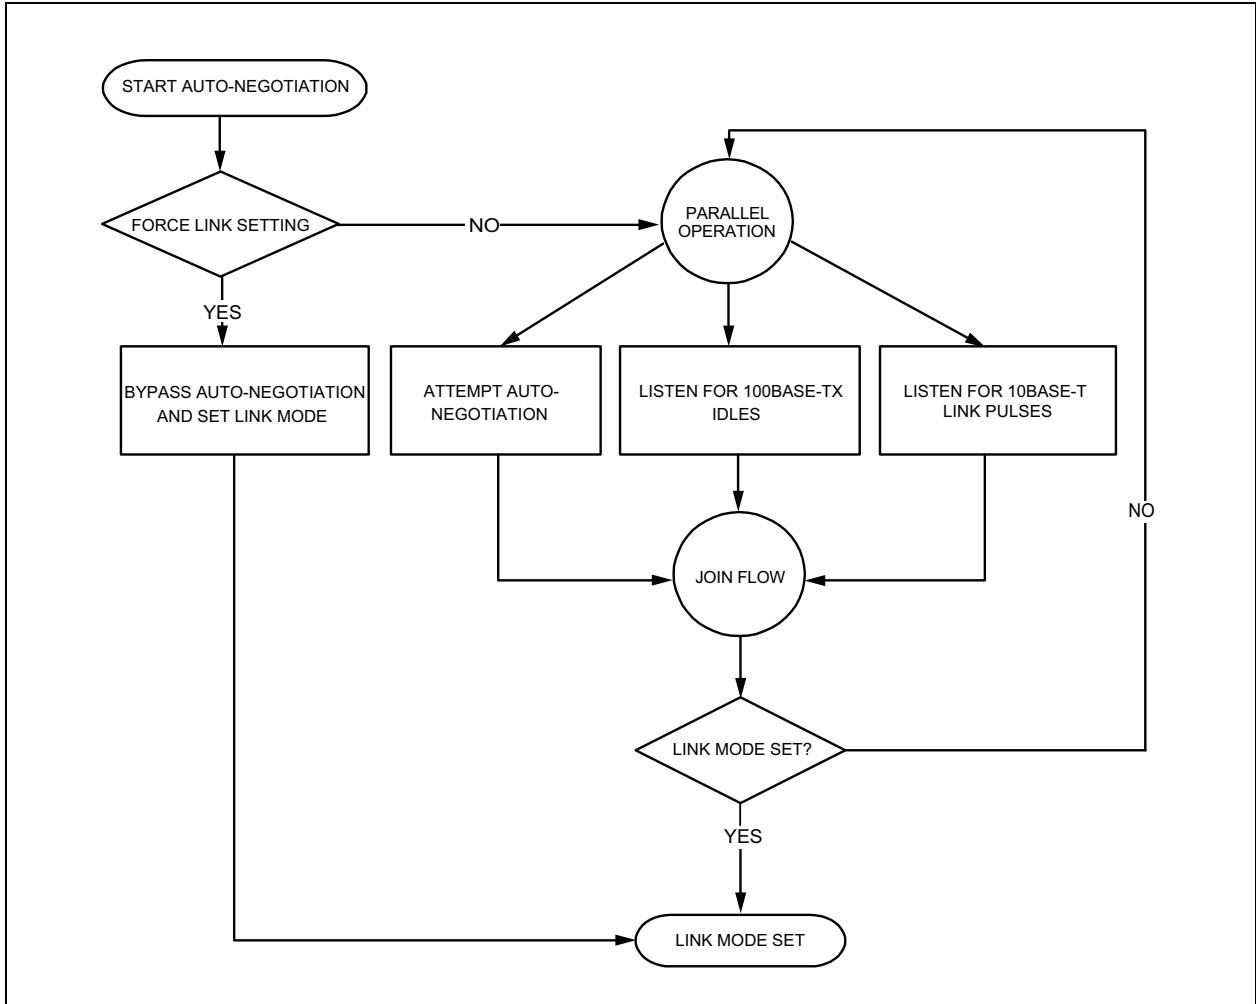 START AUTO-NEGOTIATION
FORCE LINK SETTING
NO
PARALLEL
OPERATION
YES
BYPASS AUTO-NEGOTIATION
AND SET LINK MODE
ATTEMPT AUTO-
NEGOTIATION
LISTEN FOR 100BASE-TX
IDLES
LISTEN FOR 10BASE-T
LINK PULSES
NO
JOIN FLOW
LINK MODE SET?
YES
LINK MODE SET